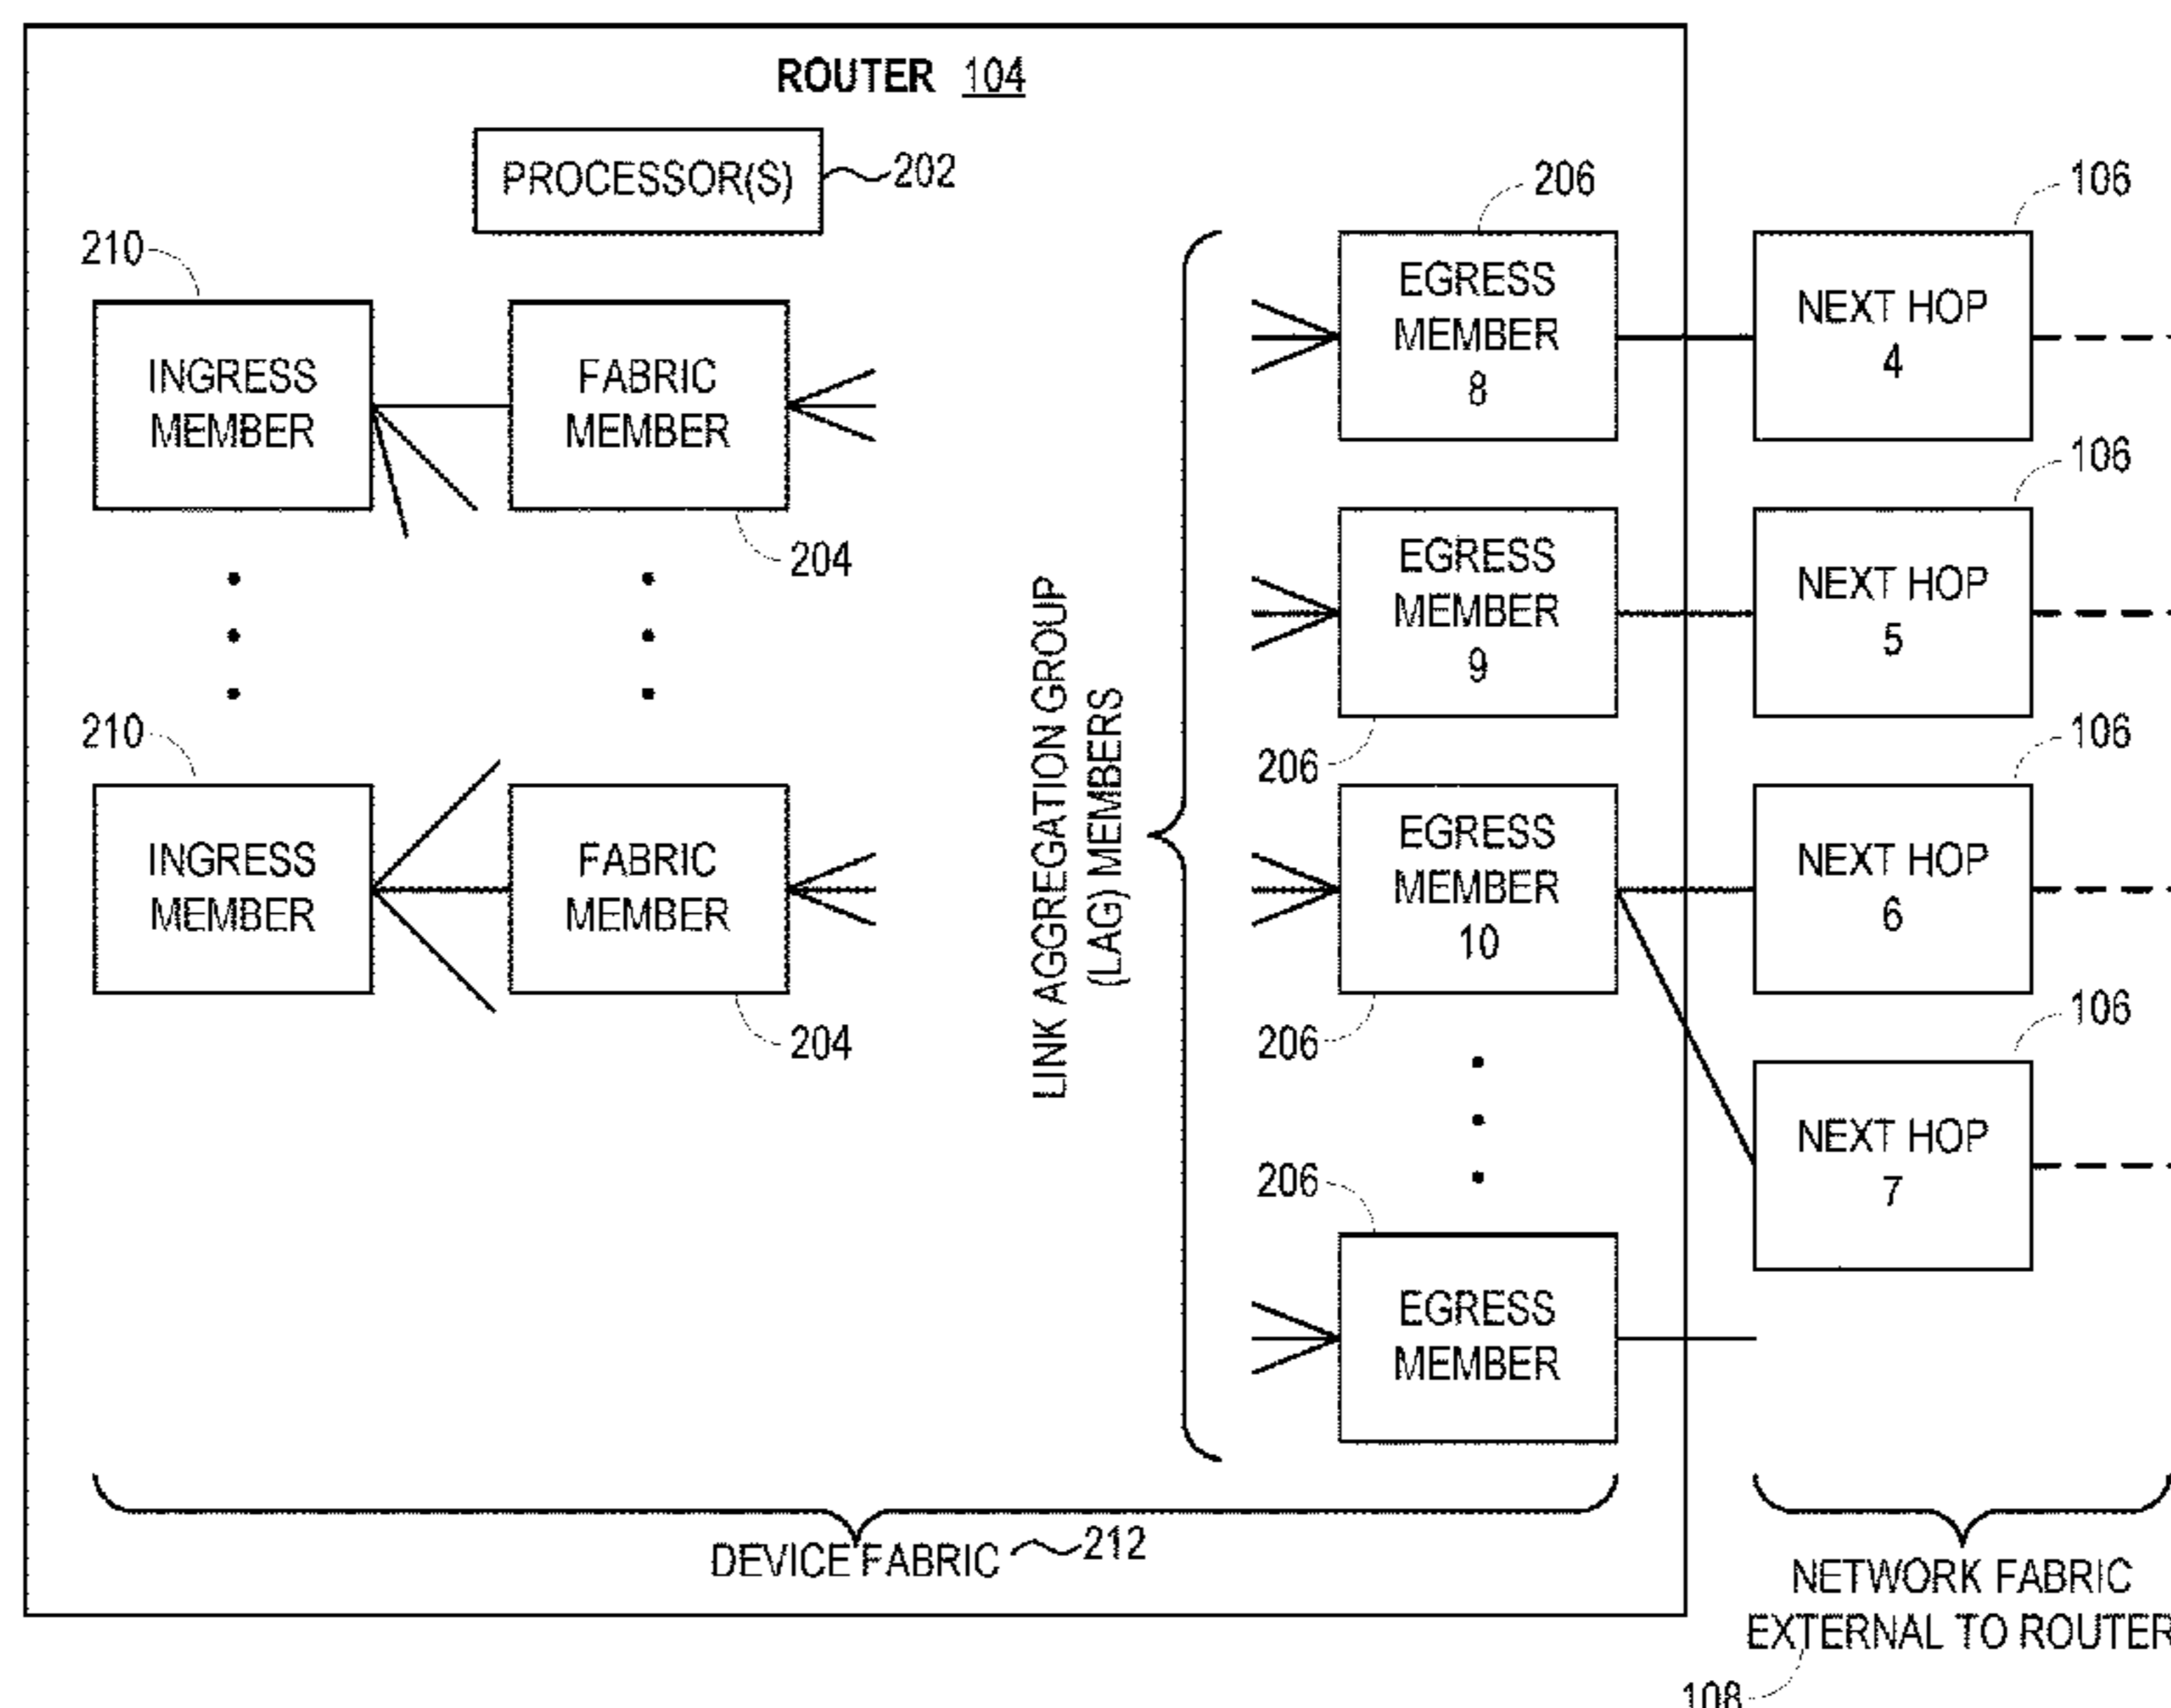 ROUTER 104
PROCESSOR(S)
202
210
INGRESS
MEMBER
FABRIC
MEMBER
204
210
INGRESS
MEMBER
FABRIC
MEMBER
204
LINK AGGREGATION GROUP
(LAG) MEMBERS
206
EGRESS
MEMBER
8
EGRESS
MEMBER
9
206
EGRESS
MEMBER
10
206
206
EGRESS
MEMBER
106
NEXT HOP
4
106
NEXT HOP
5
106
NEXT HOP
6
106
NEXT HOP
7
DEVICE FABRIC
212
NETWORK FABRIC
EXTERNAL TO ROUTER
108